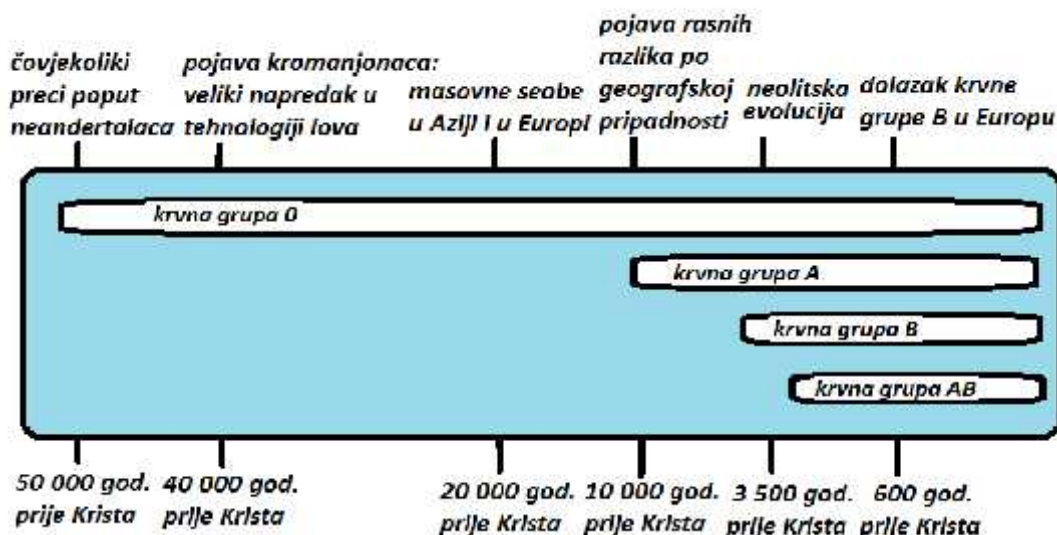 čovjekoliki
preci poput
neandertalaca
pojava kromanjonaca:
veliki napredak u
tehnologiji lova
masovne seobe
u Aziji i u Europi
pojava rasnih
razlika po
geografskoj
pripadnosti
neolitska
evolucija
dolazak krvne
grupe B u Europu
krvna grupa 0
krvna grupa A
krvna grupa B
krvna grupa AB
50 000 god.
prije Krista
40 000 god.
prije Krista
20 000 god.
prije Krista
10 000 god.
prije Krista
3 500 god.
prije Krista
600 god.
prije Krista